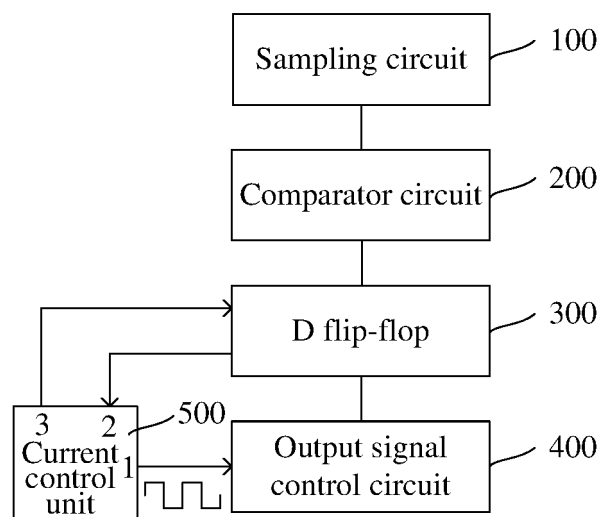 Sampling circuit
100
Comparator circuit
200
D flip-flop
300
3 2
500
Current
control
unit
1
Output signal
control circuit
400